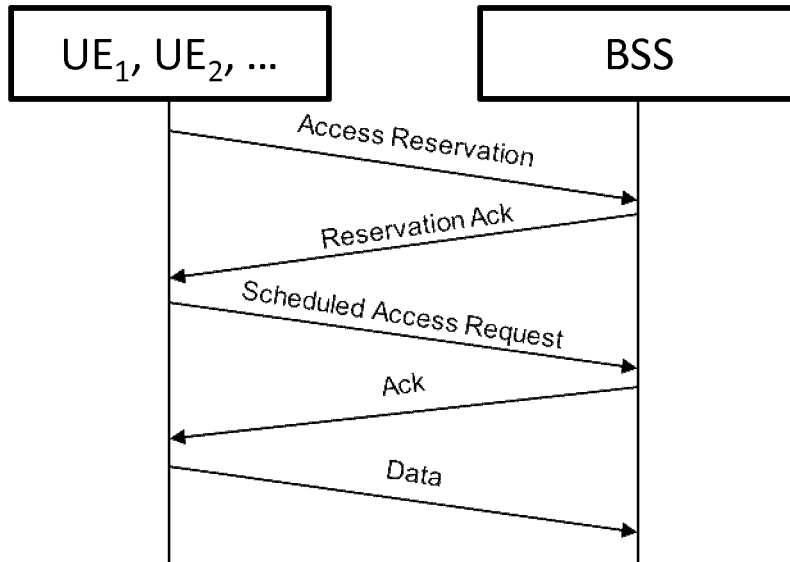 UE₁, UE₂, ...
BSS
Access Reservation
Reservation Ack
Scheduled Access Request
Ack
Data